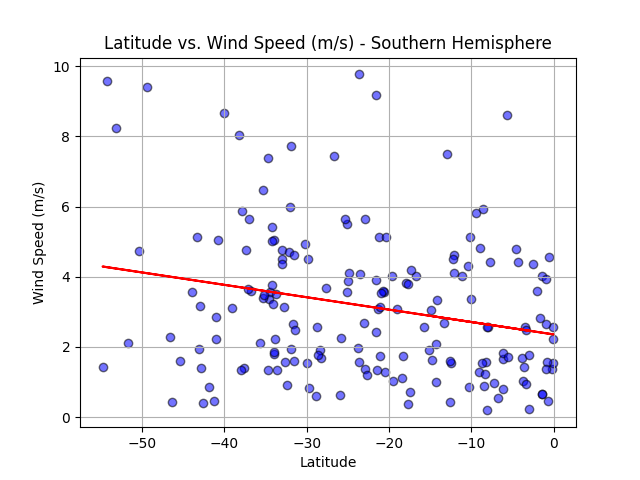 Latitude vs. Wind Speed (m/s) - Southern Hemisphere
10
8
6
4
2
0
Wind Speed (m/s)
−50 −40 −30 −20 −10 0
Latitude